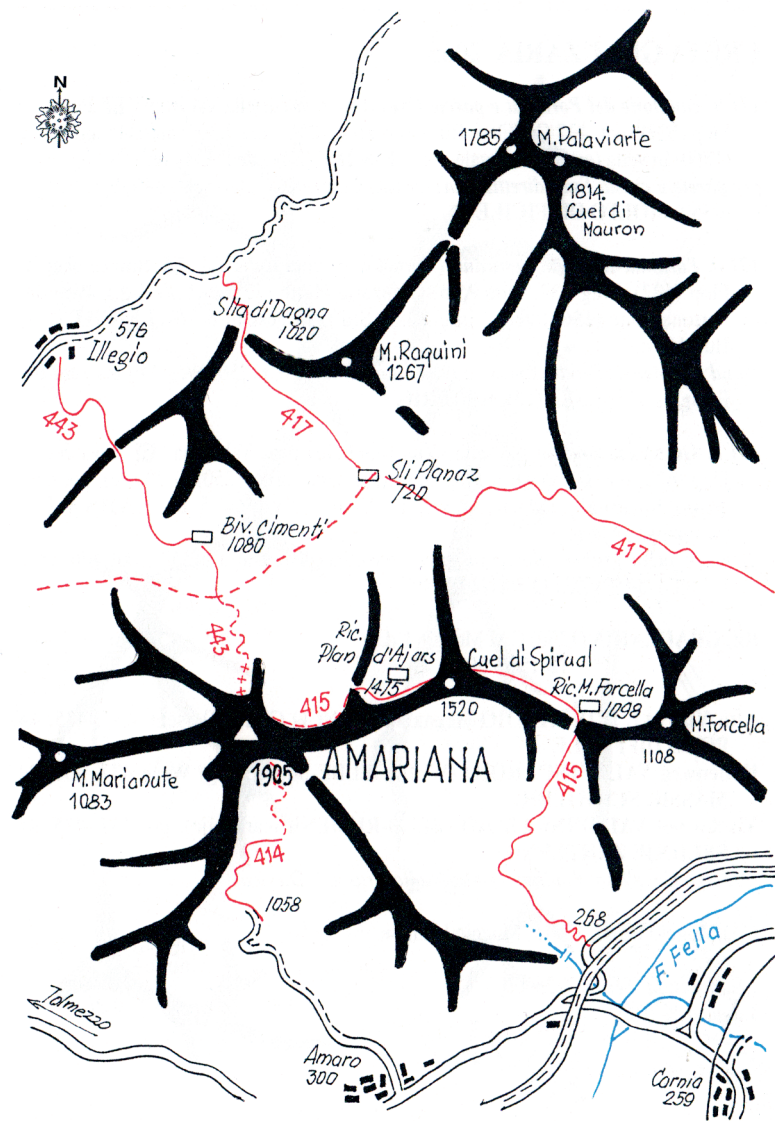 N
1785
M. Palaviarte
1814
Cuel di
Mauron
Slta di Dagna
1020
576
Illegio
M. Raquini
1267
443
417
Sli Planaz
720
Biv. Cimenti
1080
417
443
Ric.
Plan d'Ajars
1475
Cuel di Spirual
415
Ric. M. Forcella
1098
1520
M. Forcella
1108
M. Marianute
1083
1905
AMARIANA
415
414
1058
268
F. Fella
Tolmezzo
Amaro
300
Carnia
259